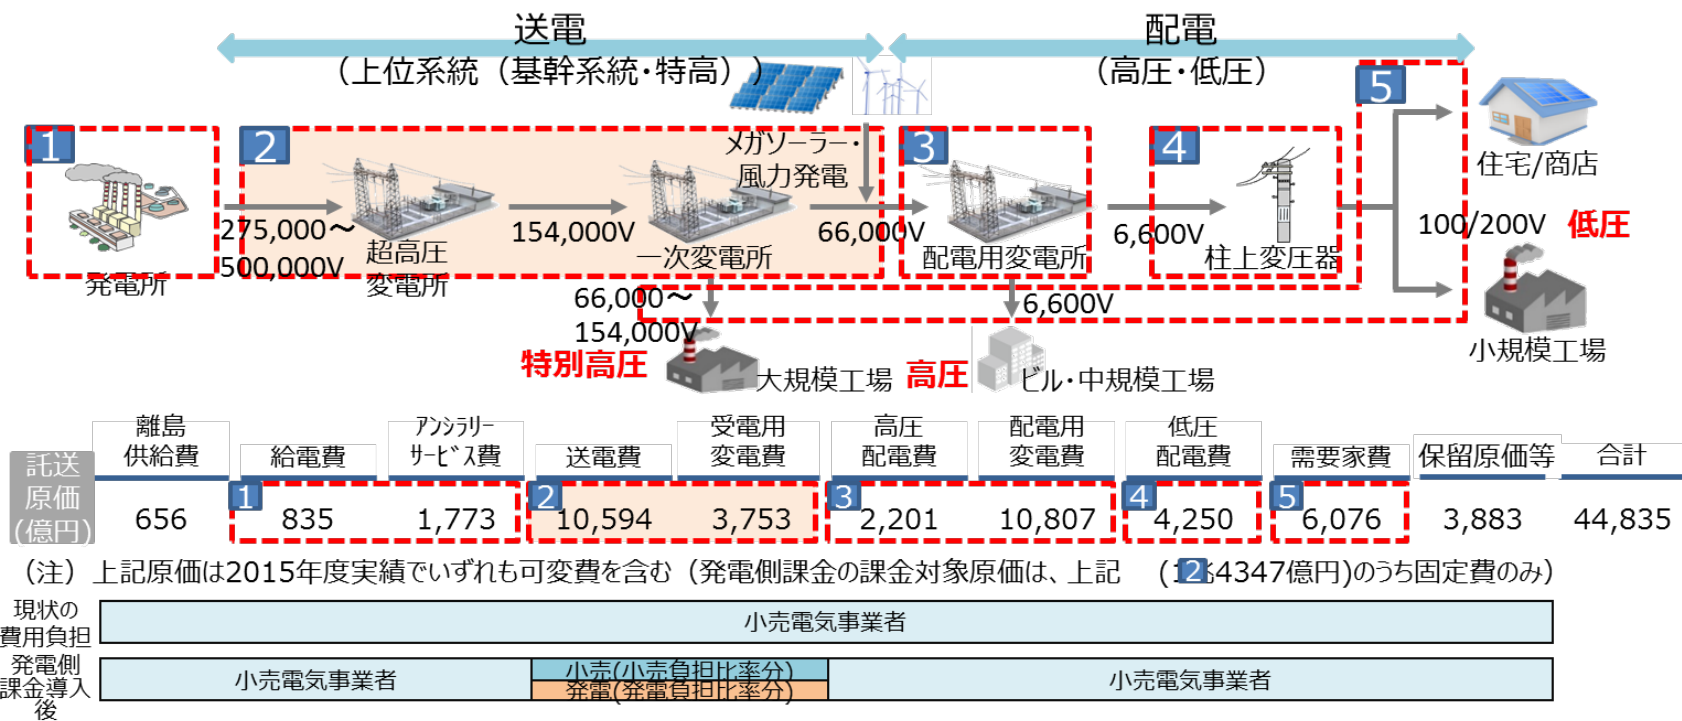 送電
(上位系統（基幹系統・特高））
配電
(高圧・低圧)
1
2
3
4
5
メガソーラー・
風力発電
住宅/商店
275,000～
500,000V
154,000V
66,000V
6,600V
100/200V
低圧
発電所
超高圧
変電所
一次変電所
配電用変電所
柱上変圧器
66,000～
154,000V
6,600V
特別高圧
大規模工場
高圧
ビル・中規模工場
小規模工場
託送
原価
(億円)
離島
供給費
給電費
ｱﾝｼﾗﾘｰ
ｻｰﾋﾞｽ費
送電費
受電用
変電費
高圧
配電費
配電用
変電費
低圧
配電費
需要家費
保留原価等
合計
1
2
3
4
5
656
835
1,773
10,594
3,753
2,201
10,807
4,250
6,076
3,883
44,835
（注）上記原価は2015年度実績でいずれも可変費を含む（発電側課金の課金対象原価は、上記 2 (1兆4347億円)のうち固定費のみ）
現状の
費用負担
小売電気事業者
発電側
課金導入
後
小売電気事業者
小売(小売負担比率分)
発電(発電負担比率分)
小売電気事業者